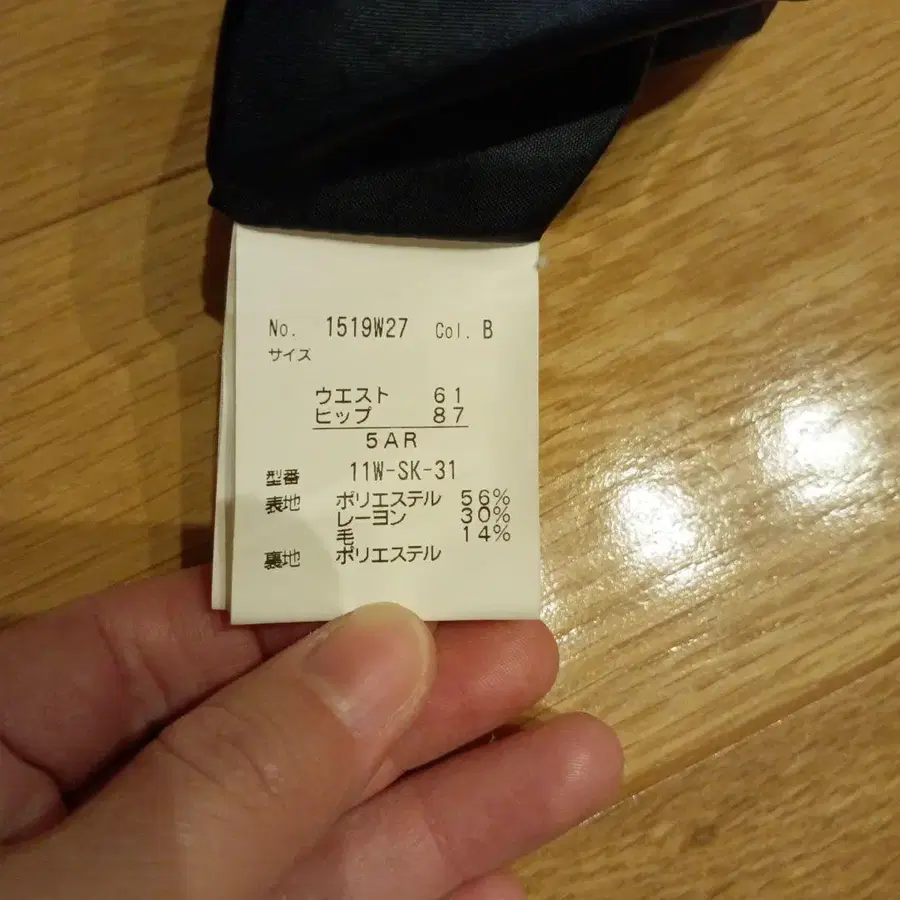 No. 1519W27 Col. B
サイズ
ウエスト 61
ヒップ 87
5AR
型番 11W-SK-31
表地 ポリエステル 56%
レーヨン 30%
毛 14%
裏地 ポリエステル